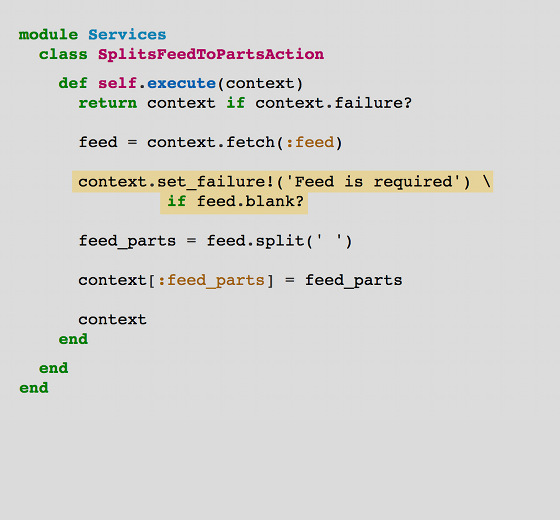 module Services
  class SplitsFeedToPartsAction
    def self.execute(context)
      return context if context.failure?
      feed = context.fetch(:feed)
      context.set_failure!('Feed is required') \
               if feed.blank?
      feed_parts = feed.split(' ')
      context[:feed_parts] = feed_parts
      context
    end
  end
end